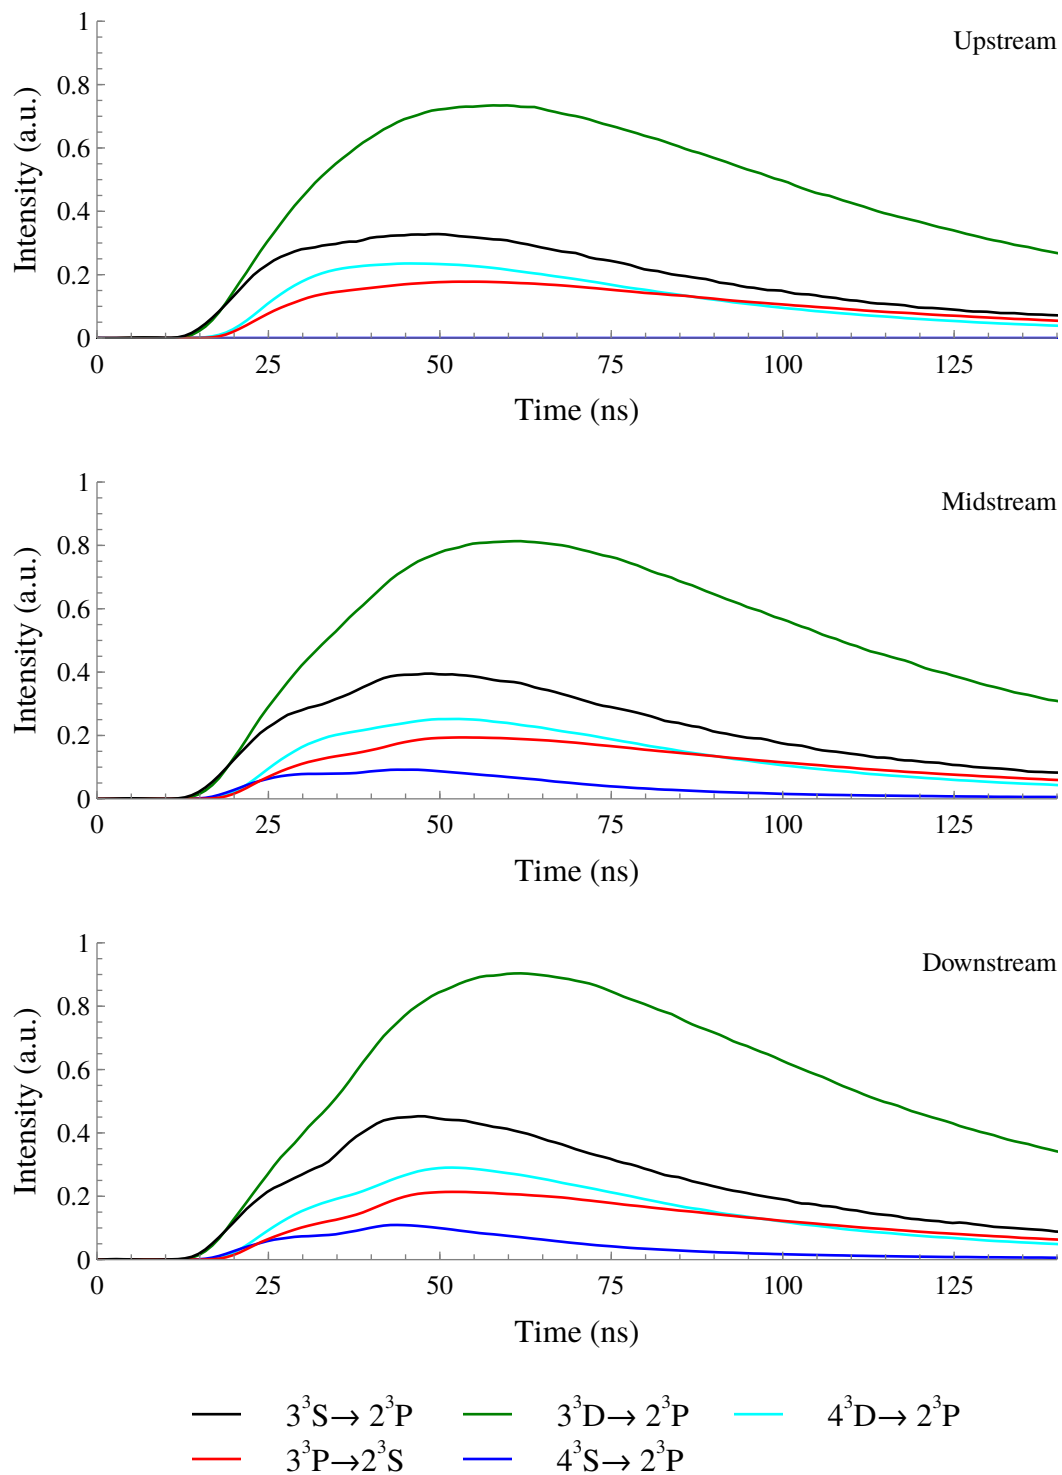 Upstream
Intensity (a.u.)
1
0.8
0.6
0.4
0.2
0
0 25 50 75 100 125
Time (ns)
Midstream
Intensity (a.u.)
1
0.8
0.6
0.4
0.2
0
0 25 50 75 100 125
Time (ns)
Downstream
Intensity (a.u.)
1
0.8
0.6
0.4
0.2
0
0 25 50 75 100 125
Time (ns)
3³S→ 2³P 3³D→ 2³P 4³D→ 2³P
3³P→2³S 4³S→ 2³P